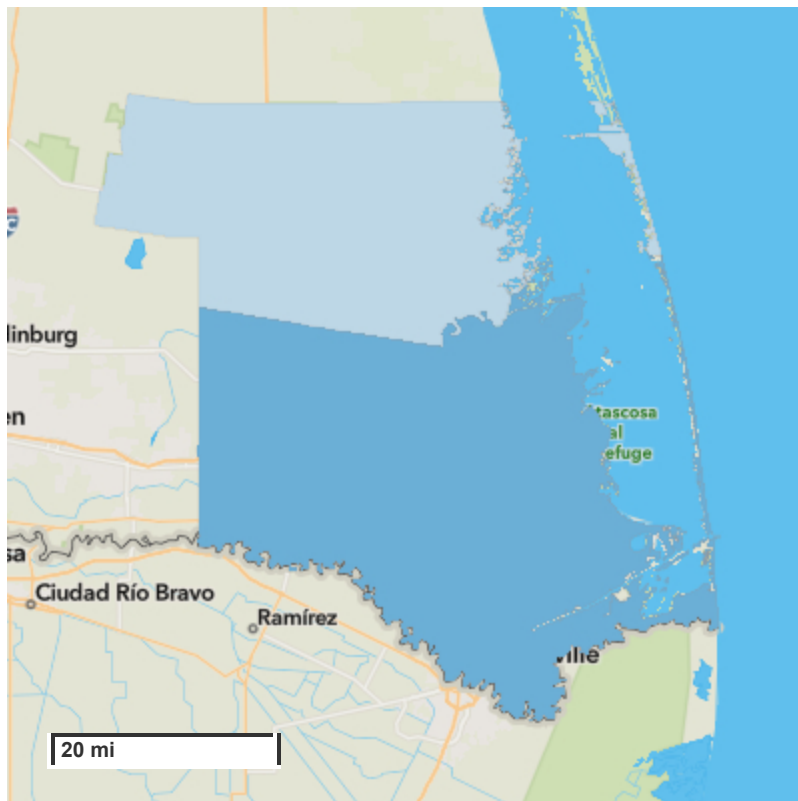 linburg
en
tascosa
al
efuge
sa
Ciudad Río Bravo
Ramírez
ville
20 mi